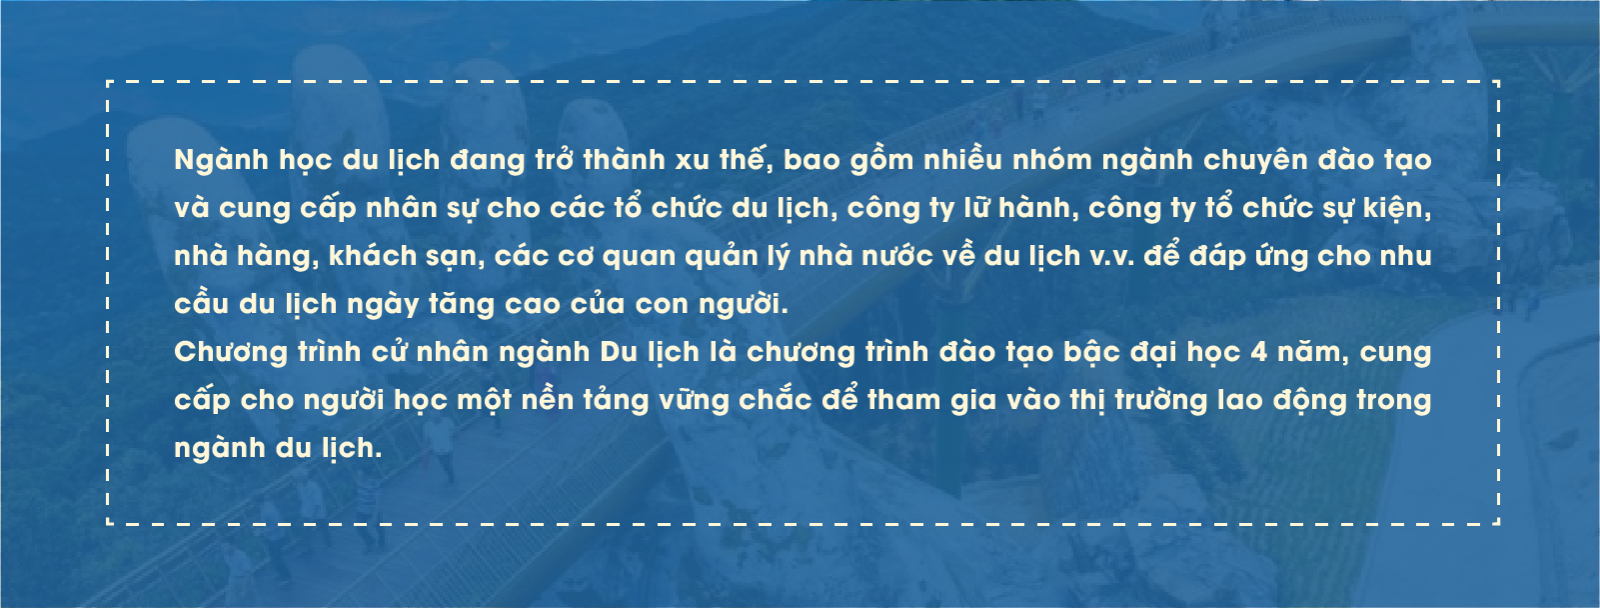 Ngành học du lịch đang trở thành xu thế, bao gồm nhiều nhóm ngành chuyên đào tạo
và cung cấp nhân sự cho các tổ chức du lịch, công ty lữ hành, công ty tổ chức sự kiện,
nhà hàng, khách sạn, các cơ quan quản lý nhà nước về du lịch v.v. để đáp ứng cho nhu
cầu du lịch ngày tăng cao của con người.
Chương trình cử nhân ngành Du lịch là chương trình đào tạo bậc đại học 4 năm, cung
cấp cho người học một nền tảng vững chắc để tham gia vào thị trường lao động trong
ngành du lịch.